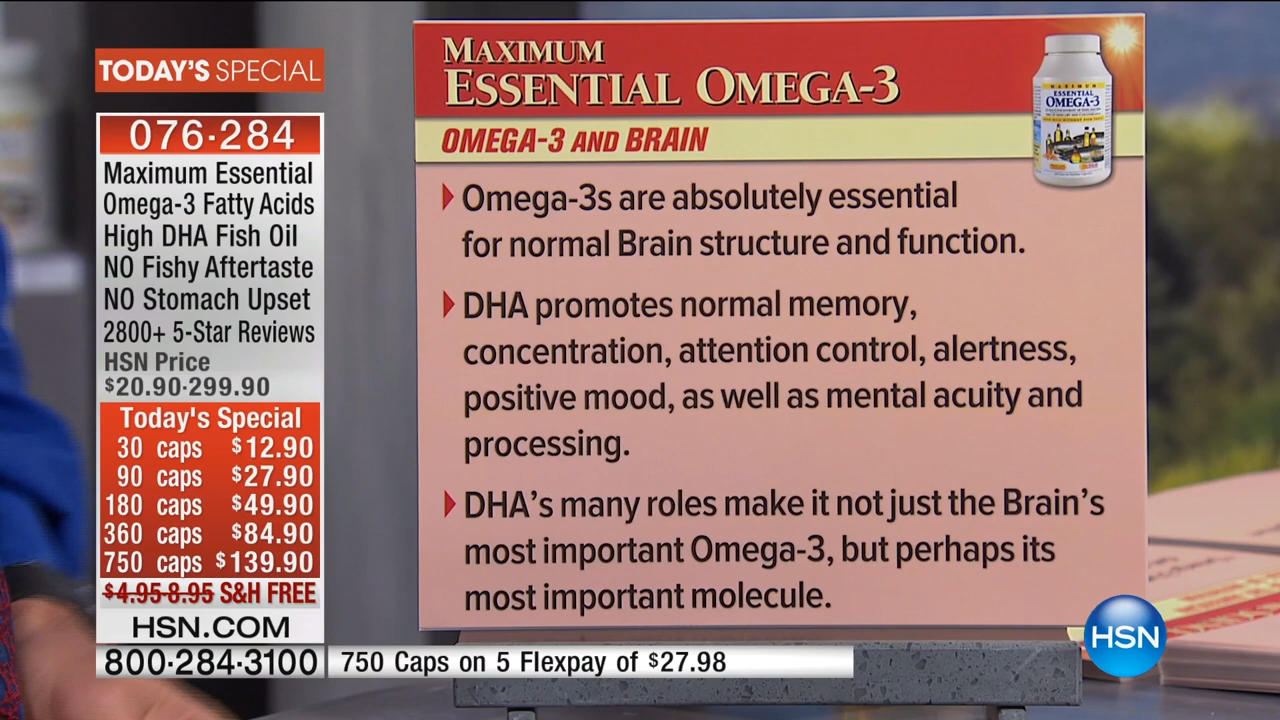 TODAY'S SPECIAL
076·284
Maximum Essential
Omega-3 Fatty Acids
High DHA Fish Oil
NO Fishy Aftertaste
NO Stomach Upset
2800+ 5-Star Reviews
HSN Price
$20.90-299.90
Today's Special
30 caps $12.90
90 caps $27.90
180 caps $49.90
360 caps $84.90
750 caps $139.90
$4.95-8.95 S&H FREE
HSN.COM
800·284·3100
750 Caps on 5 Flexpay of $27.98
MAXIMUM
ESSENTIAL OMEGA-3
OMEGA-3 AND BRAIN
MAXIMUM
ESSENTIAL
OMEGA-3
Omega-3s are absolutely essential
for normal Brain structure and function.
DHA promotes normal memory,
concentration, attention control, alertness,
positive mood, as well as mental acuity and
processing.
DHA's many roles make it not just the Brain's
most important Omega-3, but perhaps its
most important molecule.
HSN